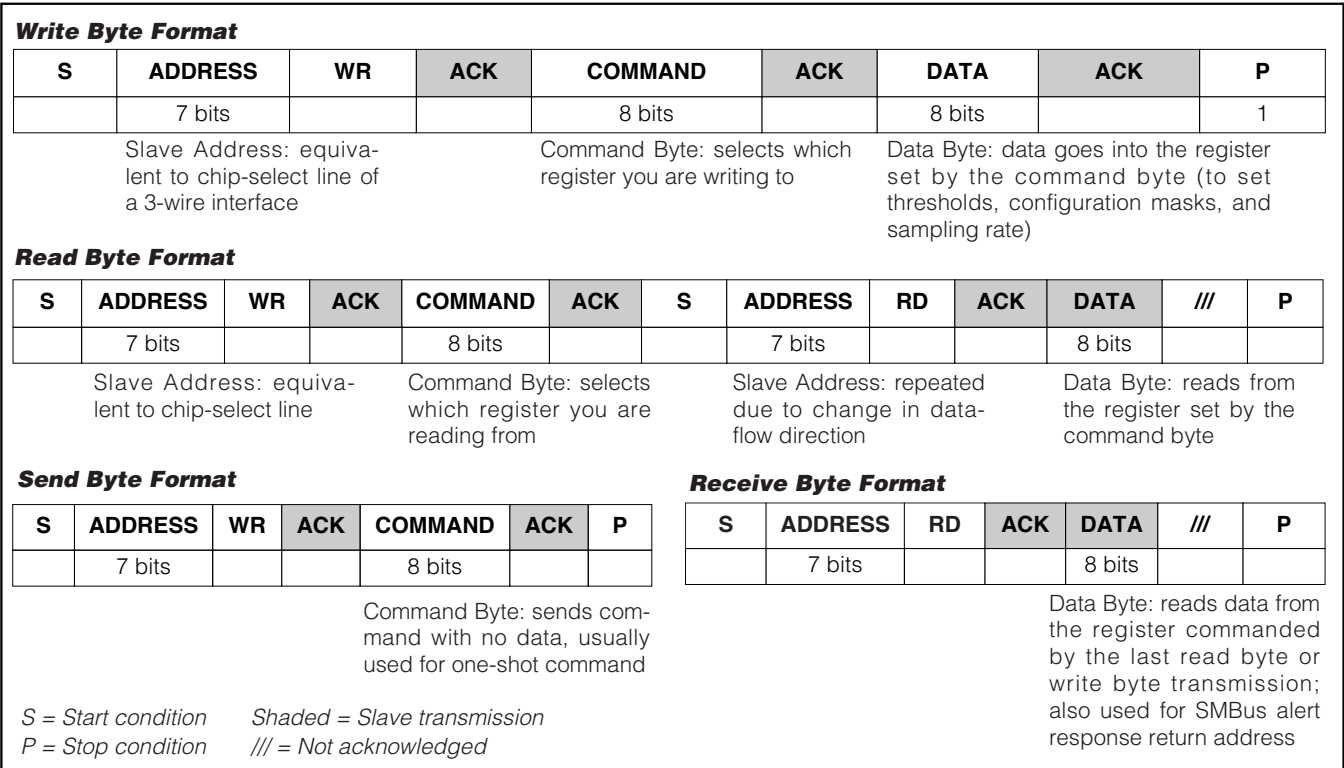 Write Byte Format
S ADDRESS WR ACK COMMAND ACK DATA ACK P
7 bits 8 bits 8 bits 1
Slave Address: equiva-
lent to chip-select line of
a 3-wire interface
Command Byte: selects which
register you are writing to
Data Byte: data goes into the register
set by the command byte (to set
thresholds, configuration masks, and
sampling rate)
Read Byte Format
S ADDRESS WR ACK COMMAND ACK S ADDRESS RD ACK DATA /// P
7 bits 8 bits 7 bits 8 bits
Slave Address: equiva-
lent to chip-select line
Command Byte: selects
which register you are
reading from
Slave Address: repeated
due to change in data-
flow direction
Data Byte: reads from
the register set by the
command byte
Send Byte Format
S ADDRESS WR ACK COMMAND ACK P
7 bits 8 bits
Command Byte: sends com-
mand with no data, usually
used for one-shot command
Receive Byte Format
S ADDRESS RD ACK DATA /// P
7 bits 8 bits
Data Byte: reads data from
the register commanded
by the last read byte or
write byte transmission;
also used for SMBus alert
response return address
S = Start condition Shaded = Slave transmission
P = Stop condition /// = Not acknowledged